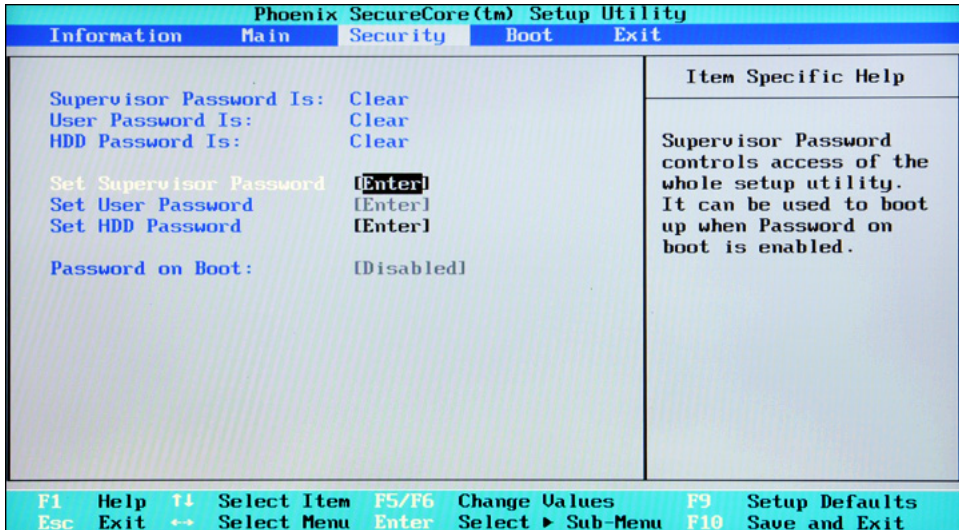 Phoenix SecureCore(tm) Setup Utility
Information Main Security Boot Exit
Supervisor Password Is: Clear
User Password Is: Clear
HDD Password Is: Clear
Set Supervisor Password [Enter]
Set User Password [Enter]
Set HDD Password [Enter]
Password on Boot: [Disabled]
Item Specific Help
Supervisor Password
controls access of the
whole setup utility.
It can be used to boot
up when Password on
boot is enabled.
F1 Help ↑↓ Select Item F5/F6 Change Values F9 Setup Defaults
Esc Exit ↔ Select Menu Enter Select ▶ Sub-Menu F10 Save and Exit